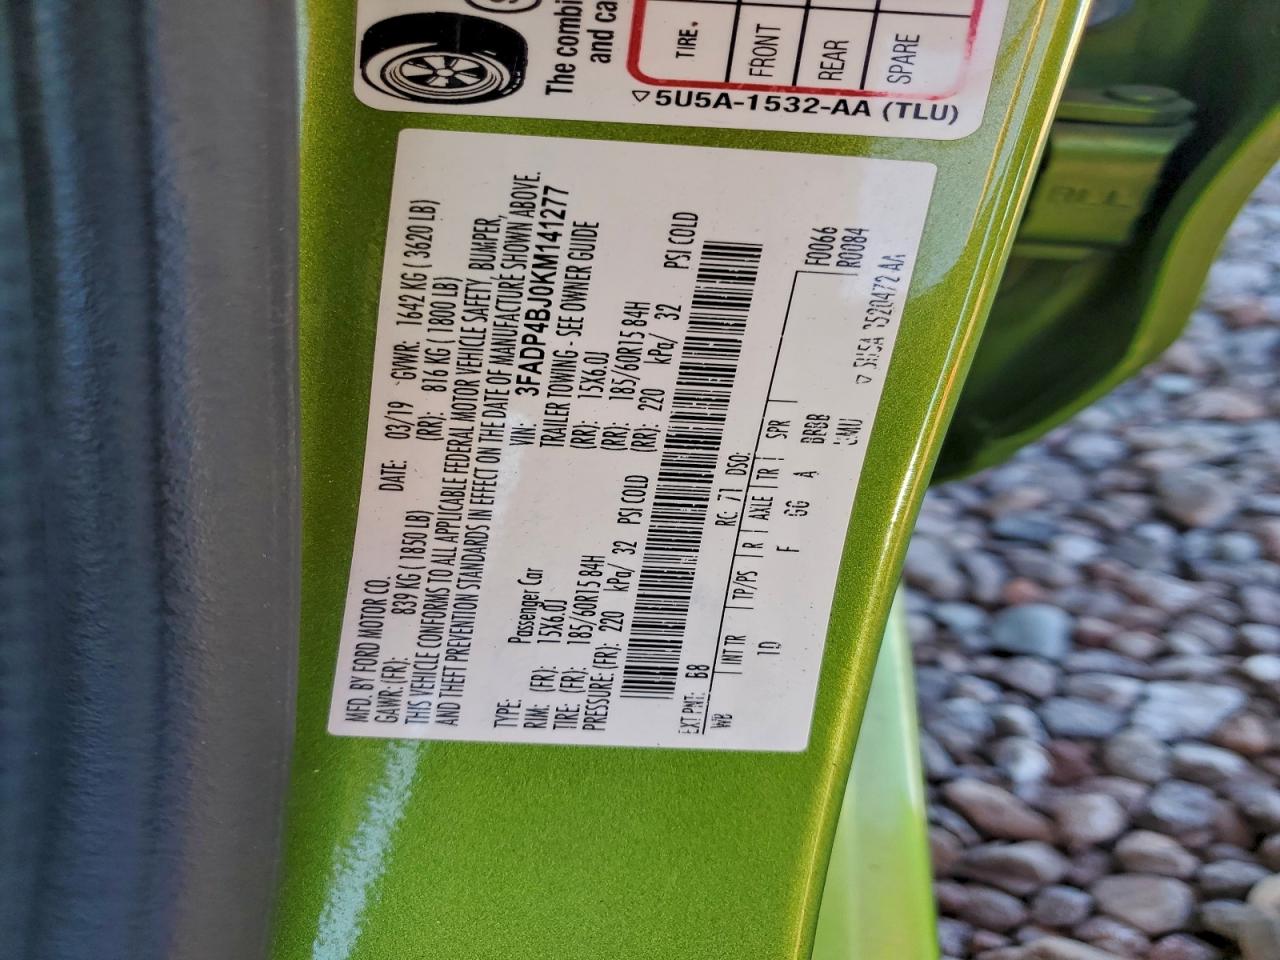 The combi
and ca
TIRE
FRONT
REAR
SPARE
5U5A-1532-AA (TLU)
MFD. BY FORD MOTOR CO.
DATE: 03/19 GVWR: 1642 KG ( 3620 LB)
GAWR: (FR): 839 KG ( 1850 LB) (RR): 816 KG ( 1800 LB)
THIS VEHICLE CONFORMS TO ALL APPLICABLE FEDERAL MOTOR VEHICLE SAFETY, BUMPER,
AND THEFT PREVENTION STANDARDS IN EFFECT ON THE DATE OF MANUFACTURE SHOWN ABOVE.
VIN: 3FADP4BJ0KM141277
TYPE: Passenger Car TRAILER TOWING - SEE OWNER GUIDE
RIM: (FR): 15X6.0J (RR): 15X6.0J
TIRE: (FR): 185/60R15 84H (RR): 185/60R15 84H
PRESSURE:(FR): 220 kPa/ 32 PSI COLD (RR): 220 kPa/ 32 PSI COLD
EXT PNT: B8 RC: 71 DSO: F0066
WB INT TR TP/PS R AXLE TR SPR R0084
10 F GG A
5U5A 3520472 AA